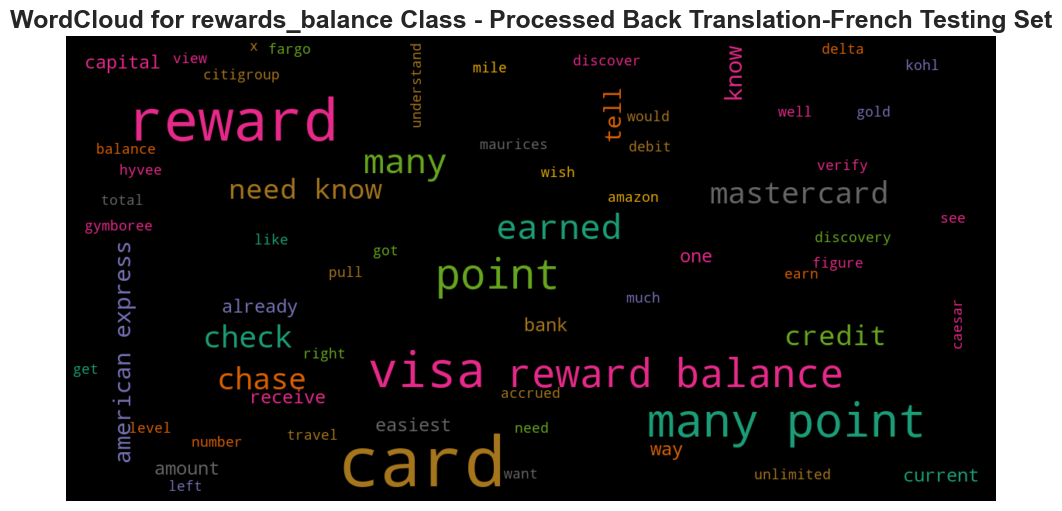 WordCloud for rewards_balance Class - Processed Back Translation-French Testing Set
x
fargo
delta
capital
view
discover
know
kohl
citigroup
understand
mile
reward
tell
would
well
gold
balance
many
maurices
debit
hyvee
wish
verify
need know
amazon
mastercard
total
gymboree
earned
see
like
got
discovery
american express
pull
point
one
figure
earn
already
much
check
bank
credit
caesar
right
get
chase
visa
reward balance
receive
accrued
level
number
travel
easiest
need
many point
way
amount
left
card
want
unlimited
current